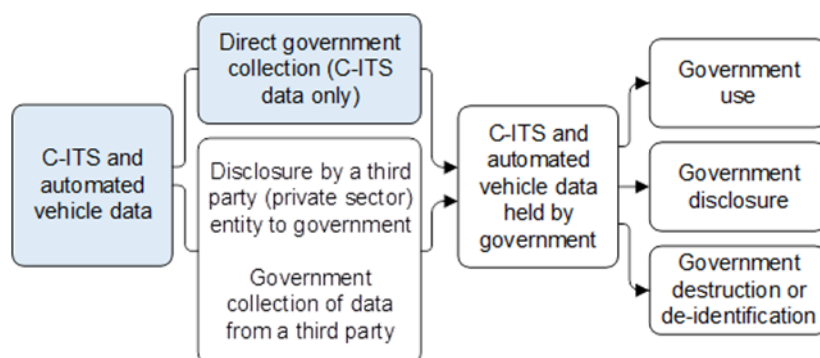 C-ITS and
automated
vehicle data
Direct government
collection (C-ITS
data only)
Disclosure by a third
party (private sector)
entity to government
Government
collection of data
from a third party
C-ITS and
automated
vehicle data
held by
government
Government
use
Government
disclosure
Government
destruction or
de-identification